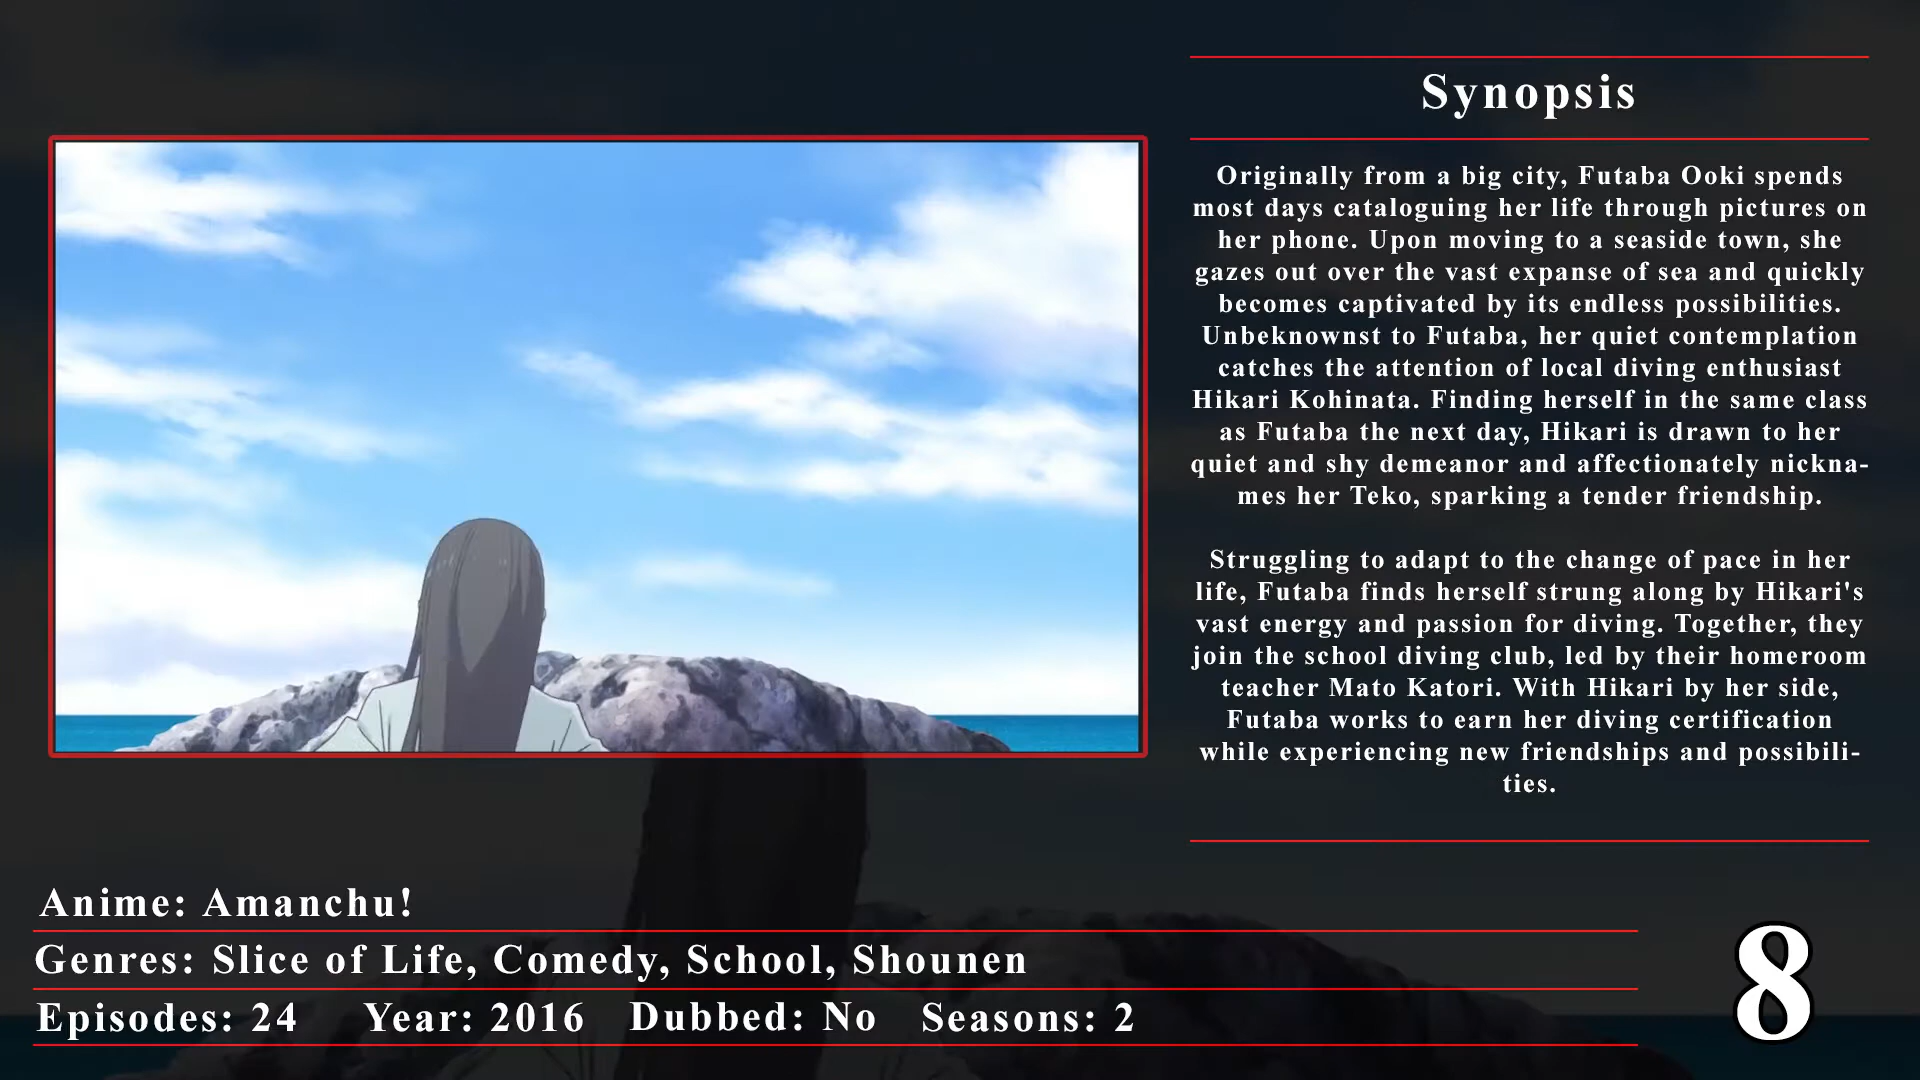 Synopsis
Originally from a big city, Futaba Ooki spends
most days cataloguing her life through pictures on
her phone. Upon moving to a seaside town, she
gazes out over the vast expanse of sea and quickly
becomes captivated by its endless possibilities.
Unbeknownst to Futaba, her quiet contemplation
catches the attention of local diving enthusiast
Hikari Kohinata. Finding herself in the same class
as Futaba the next day, Hikari is drawn to her
quiet and shy demeanor and affectionately nickna-
mes her Teko, sparking a tender friendship.
Struggling to adapt to the change of pace in her
life, Futaba finds herself strung along by Hikari's
vast energy and passion for diving. Together, they
join the school diving club, led by their homeroom
teacher Mato Katori. With Hikari by her side,
Futaba works to earn her diving certification
while experiencing new friendships and possibili-
ties.
Anime: Amanchu!
Genres: Slice of Life, Comedy, School, Shounen
Episodes: 24 Year: 2016 Dubbed: No Seasons: 2
8